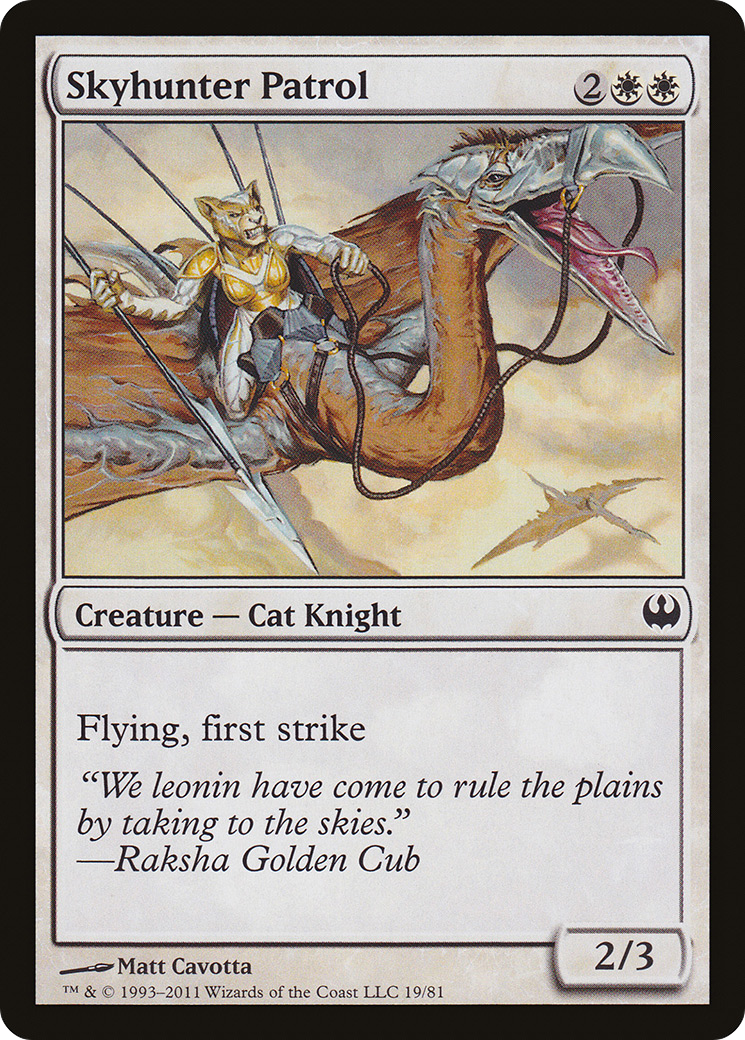 Skyhunter Patrol 2
Creature — Cat Knight
Flying, first strike
“We leonin have come to rule the plains
by taking to the skies.”
—Raksha Golden Cub
2/3
Matt Cavotta
™ & © 1993–2011 Wizards of the Coast LLC 19/81